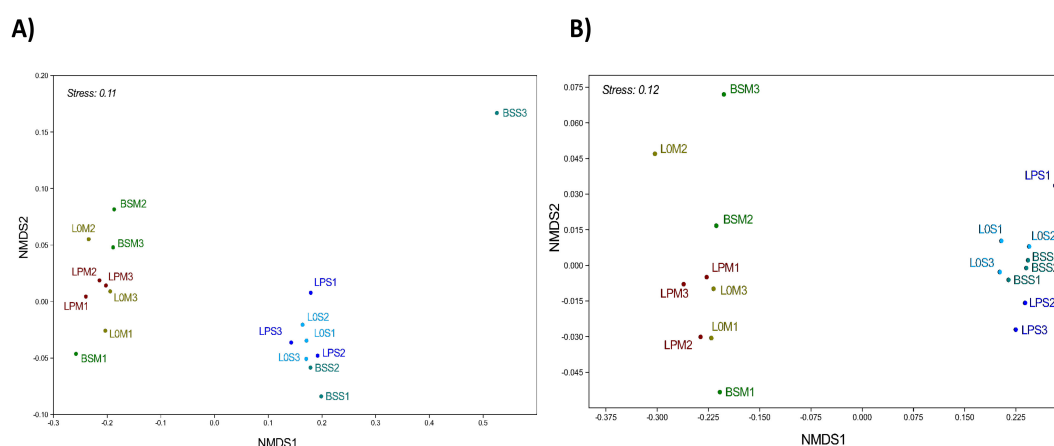 A)
B)
Stress: 0.11
BSS3
BSM2
L0M2
BSM3
LPM2
LPM3
LPM1
L0M3
L0M1
BSM1
LPS1
L0S2
LPS3
L0S1
L0S3
LPS2
BSS2
BSS1
0.20
0.15
0.10
0.05
0.00
-0.05
-0.10
NMDS2
-0.3
-0.2
-0.1
0.0
0.1
0.2
0.3
0.4
0.5
NMDS1
Stress: 0.12
BSM3
L0M2
LPS1
BSM2
L0S1
L0S2
L0S3
BSS
BSS2
BSS1
LPM1
LPM3
L0M3
LPS2
LPS3
LPM2
L0M1
BSM1
0.075
0.060
0.045
0.030
0.015
0.000
-0.015
-0.030
-0.045
NMDS2
-0.375
-0.300
-0.225
-0.150
-0.075
0.000
0.075
0.150
0.225
NMDS1